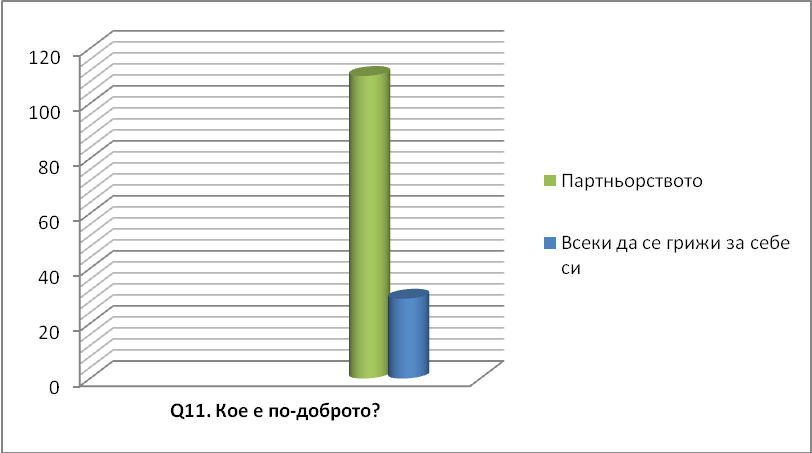 120
100
80
60
40
20
0
Q11. Кое е по-доброто?
Партньорството
Всеки да се грижи за себе
си